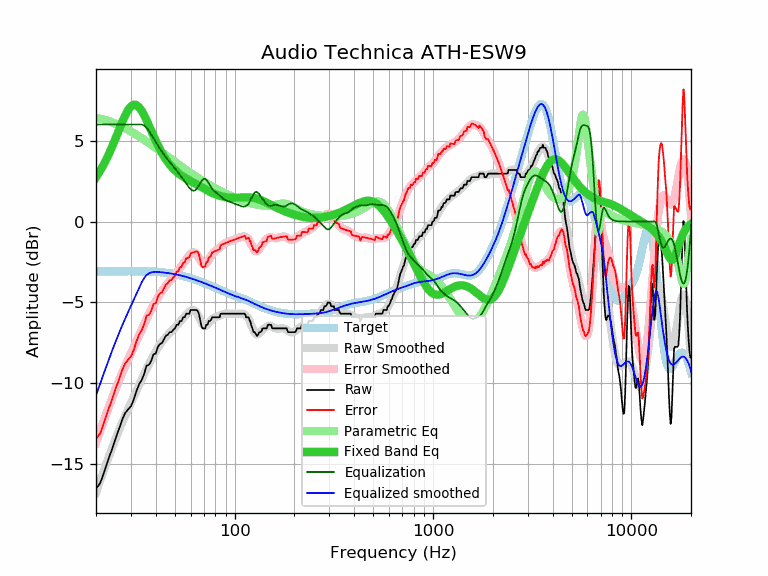 Audio Technica ATH-ESW9
Amplitude (dBr)
5
0
−5
−10
−15
Target
Raw Smoothed
Error Smoothed
Raw
Error
Parametric Eq
Fixed Band Eq
Equalization
Equalized smoothed
100
1000
10000
Frequency (Hz)